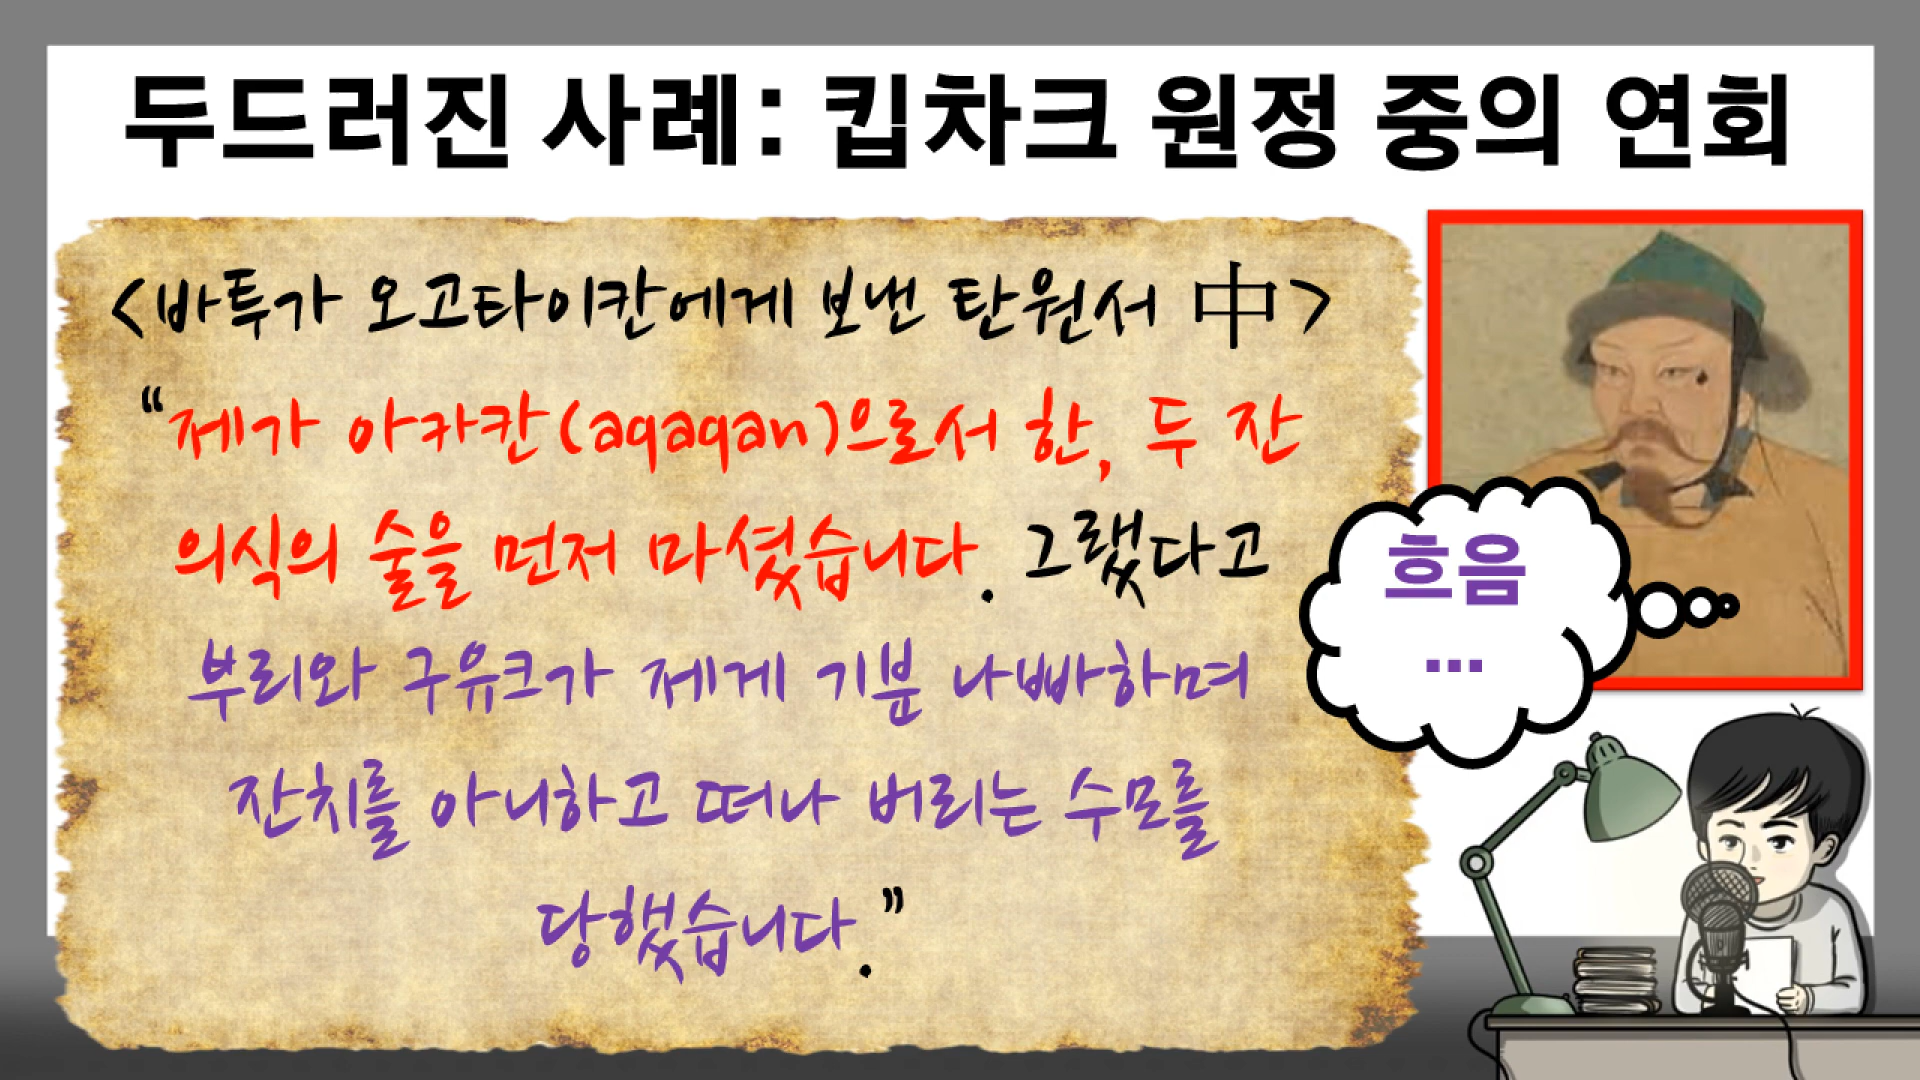 두드러진 사례: 킵차크 원정 중의 연회
<바투가 오고타이칸에게 보낸 탄원서 中>
“제가 아카칸(aqaqan)으로서 한, 두 잔
의식의 술을 먼저 마셨습니다. 그랬다고
부리와 구유크가 제게 기분 나빠하며
잔치를 아니하고 떠나 버리는 수모를
당했습니다.”
흐음
...